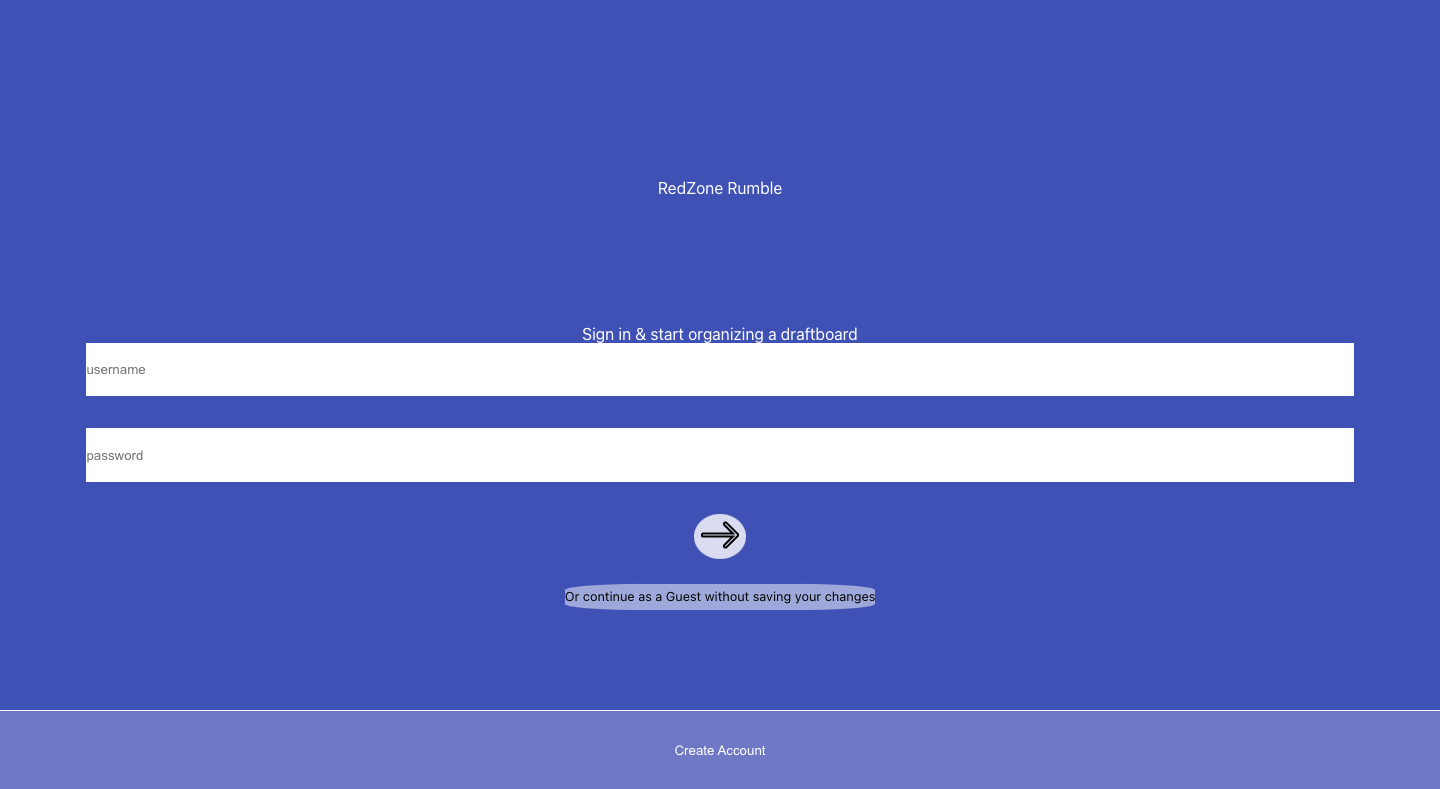 RedZone Rumble
Sign in & start organizing a draftboard
username
password
Or continue as a Guest without saving your changes
Create Account